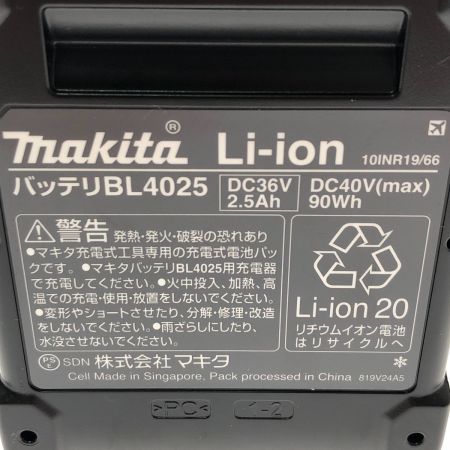 makita® Li-ion 10INR19/66
バッテリBL4025 DC36V 2.5Ah DC40V(max) 90Wh
⚠警告 発熱・発火・破裂の恐れあり
●マキタ充電式工具専用の充電式電池パッ
クです。●マキタバッテリBL4025用充電器
で充電してください。●火中投入、加熱、高
温での充電・使用・放置をしないでください。
●変形やショートさせたり、分解・修理・改造
をしないでください。●雨ざらしにしたり、
水没させないでください。
Li-ion 20
リチウムイオン電池
はリサイクルへ
PSE SDN 株式会社マキタ
Cell Made in Singapore, Pack processed in China 819V24A5
>PC< 1-2